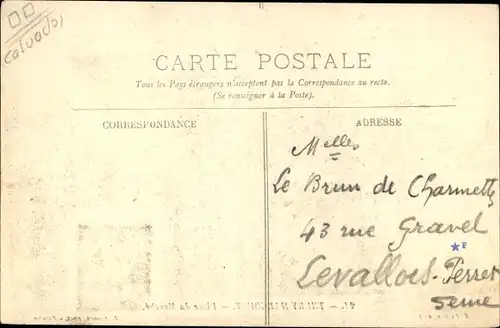 Calvados
CARTE POSTALE
Tous les Pays étrangers n'acceptent pas la Correspondance au recto.
(Se renseigner à la Poste).
CORRESPONDANCE
ADRESSE
Melles
Le Brun de Charmette
43 rue Gravel
Levallois-Perret
Seine